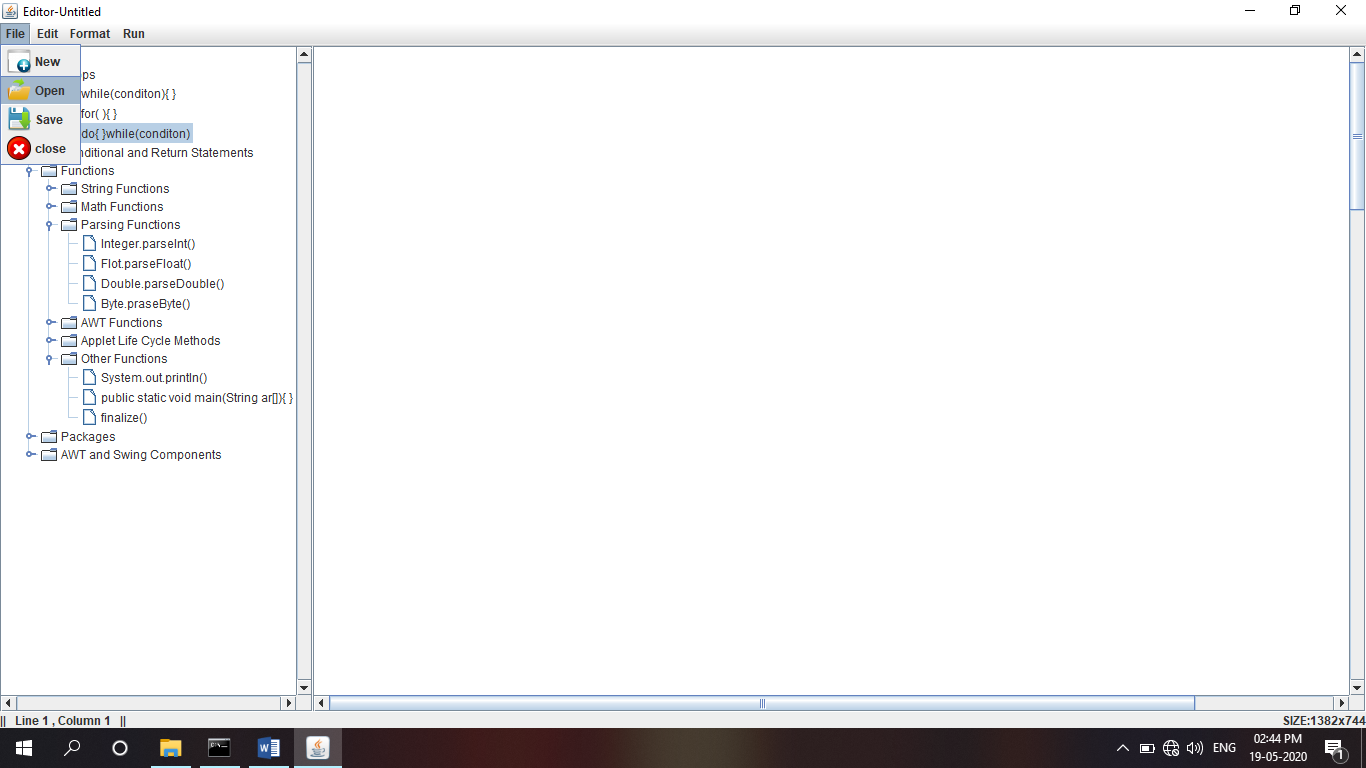 Editor-Untitled
File Edit Format Run
New
Open
Save
close
ps
while(conditon){ }
for( ){ }
do{ }while(conditon)
nditional and Return Statements
Functions
String Functions
Math Functions
Parsing Functions
Integer.parseInt()
Flot.parseFloat()
Double.parseDouble()
Byte.praseByte()
AWT Functions
Applet Life Cycle Methods
Other Functions
System.out.println()
public static void main(String ar[]){ }
finalize()
Packages
AWT and Swing Components
|| Line 1 , Column 1 ||
SIZE:1382x744
ENG
02:44 PM
19-05-2020
1